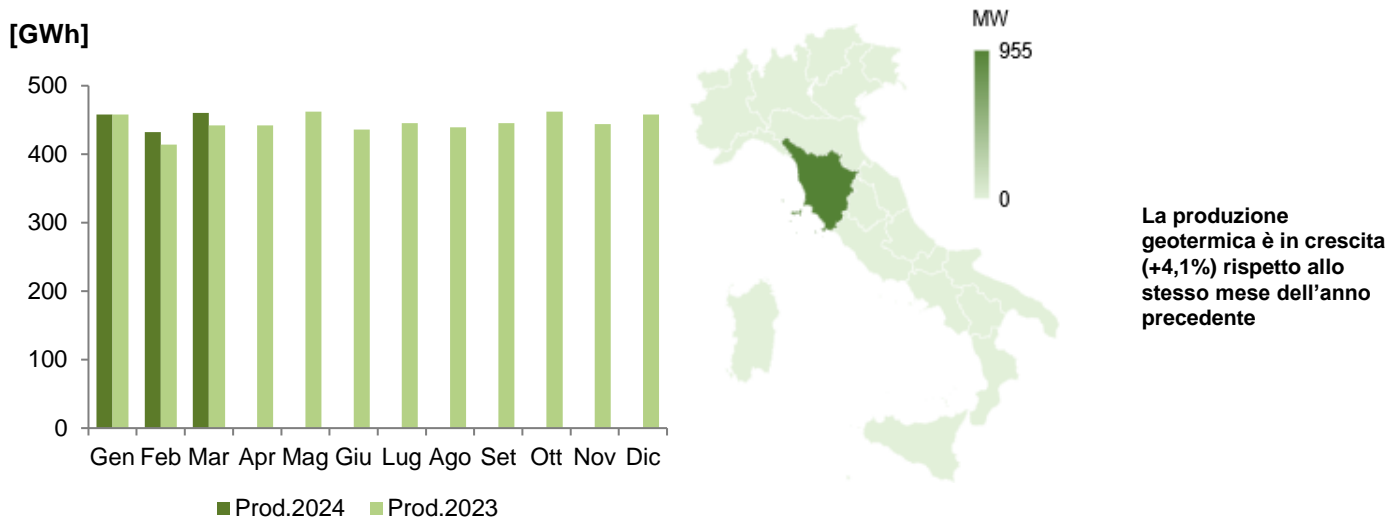 [GWh]
500
400
300
200
100
0
Gen Feb Mar Apr Mag Giu Lug Ago Set Ott Nov Dic
Prod.2024 Prod.2023
MW
955
0
La produzione
geotermica è in crescita
(+4,1%) rispetto allo
stesso mese dell’anno
precedente